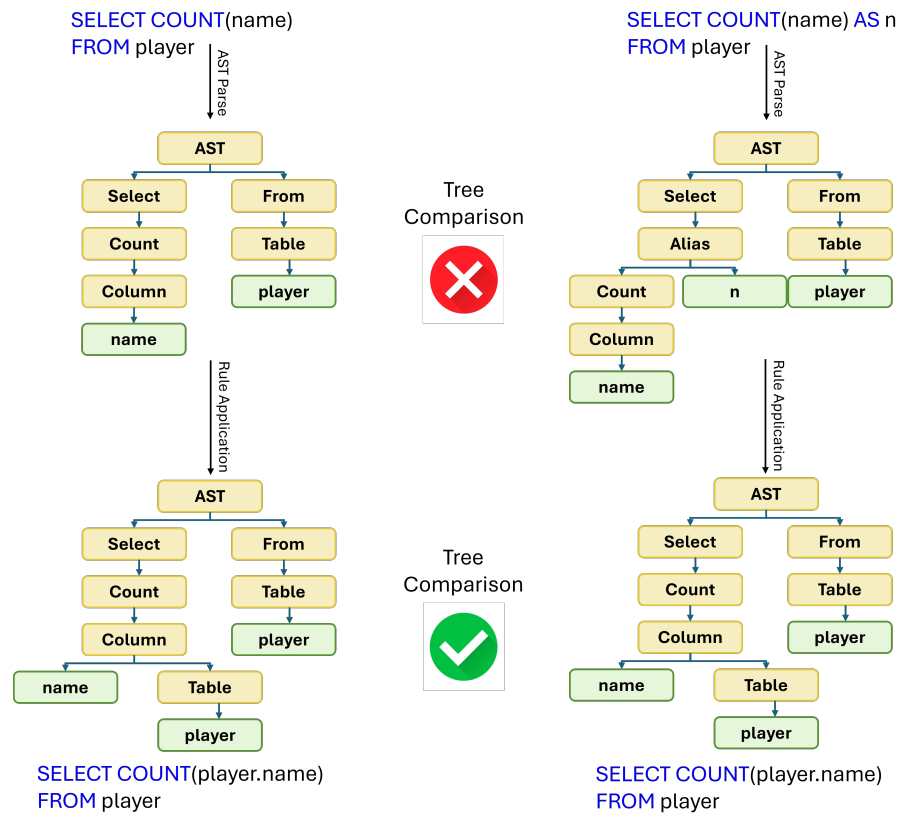 SELECT COUNT(name)
FROM player
AST Parse
AST
Select
From
Count
Table
Column
player
name
Rule Application
AST
Select
From
Count
Table
Column
player
name
Table
player
SELECT COUNT(player.name)
FROM player
Tree
Comparison
Tree
Comparison
SELECT COUNT(name) AS n
FROM player
AST Parse
AST
Select
From
Alias
Table
Count
n
player
Column
name
Rule Application
AST
Select
From
Count
Table
Column
player
name
Table
player
SELECT COUNT(player.name)
FROM player